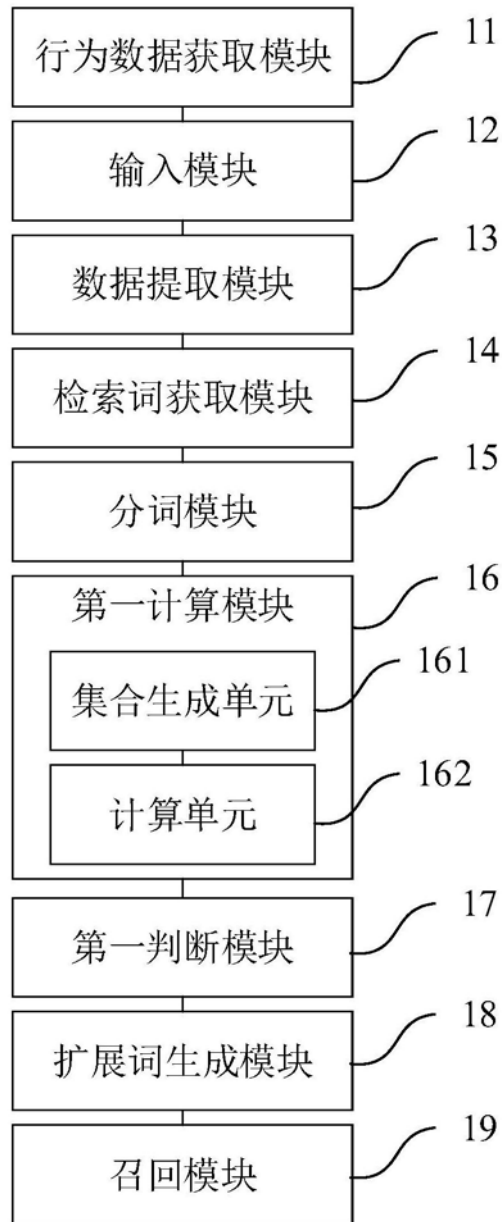 行为数据获取模块 11
输入模块 12
数据提取模块 13
检索词获取模块 14
分词模块 15
第一计算模块 16
集合生成单元 161
计算单元 162
第一判断模块 17
扩展词生成模块 18
召回模块 19